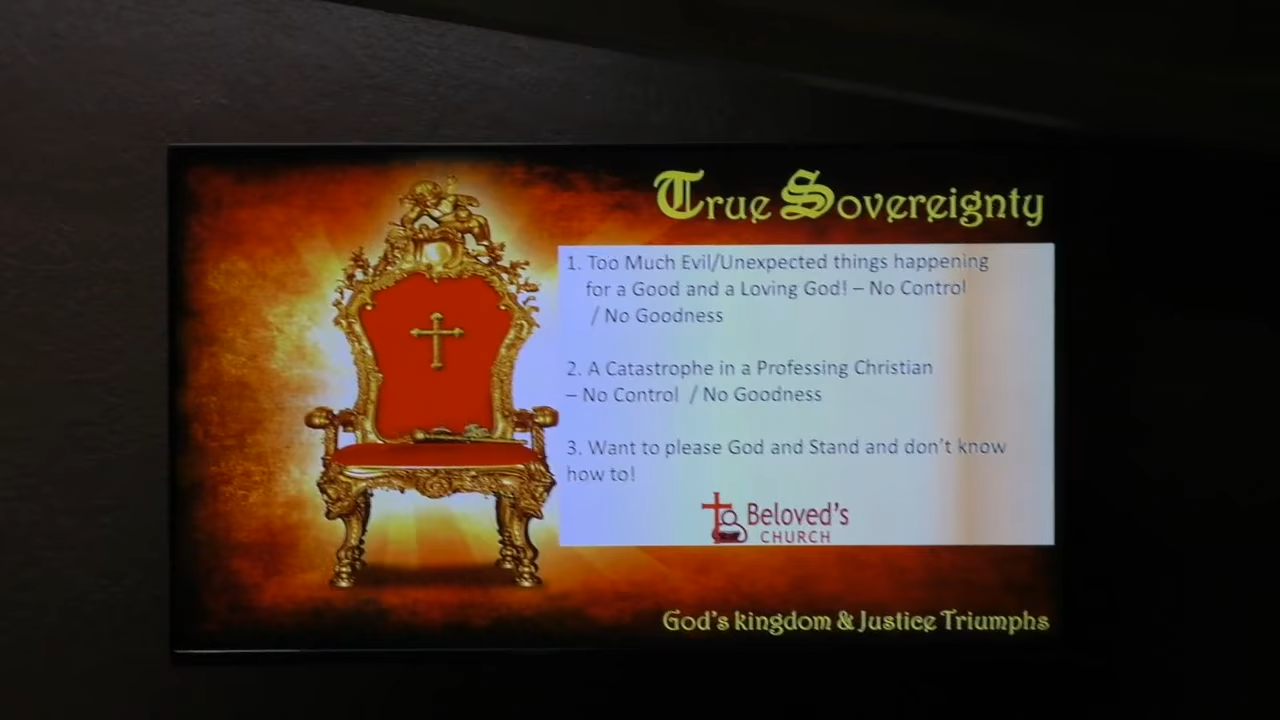 True Sovereignty
1. Too Much Evil/Unexpected things happening
for a Good and a Loving God! – No Control
/ No Goodness
2. A Catastrophe in a Professing Christian
– No Control / No Goodness
3. Want to please God and Stand and don't know
how to!
Beloved's
CHURCH
God's kingdom & Justice Triumphs